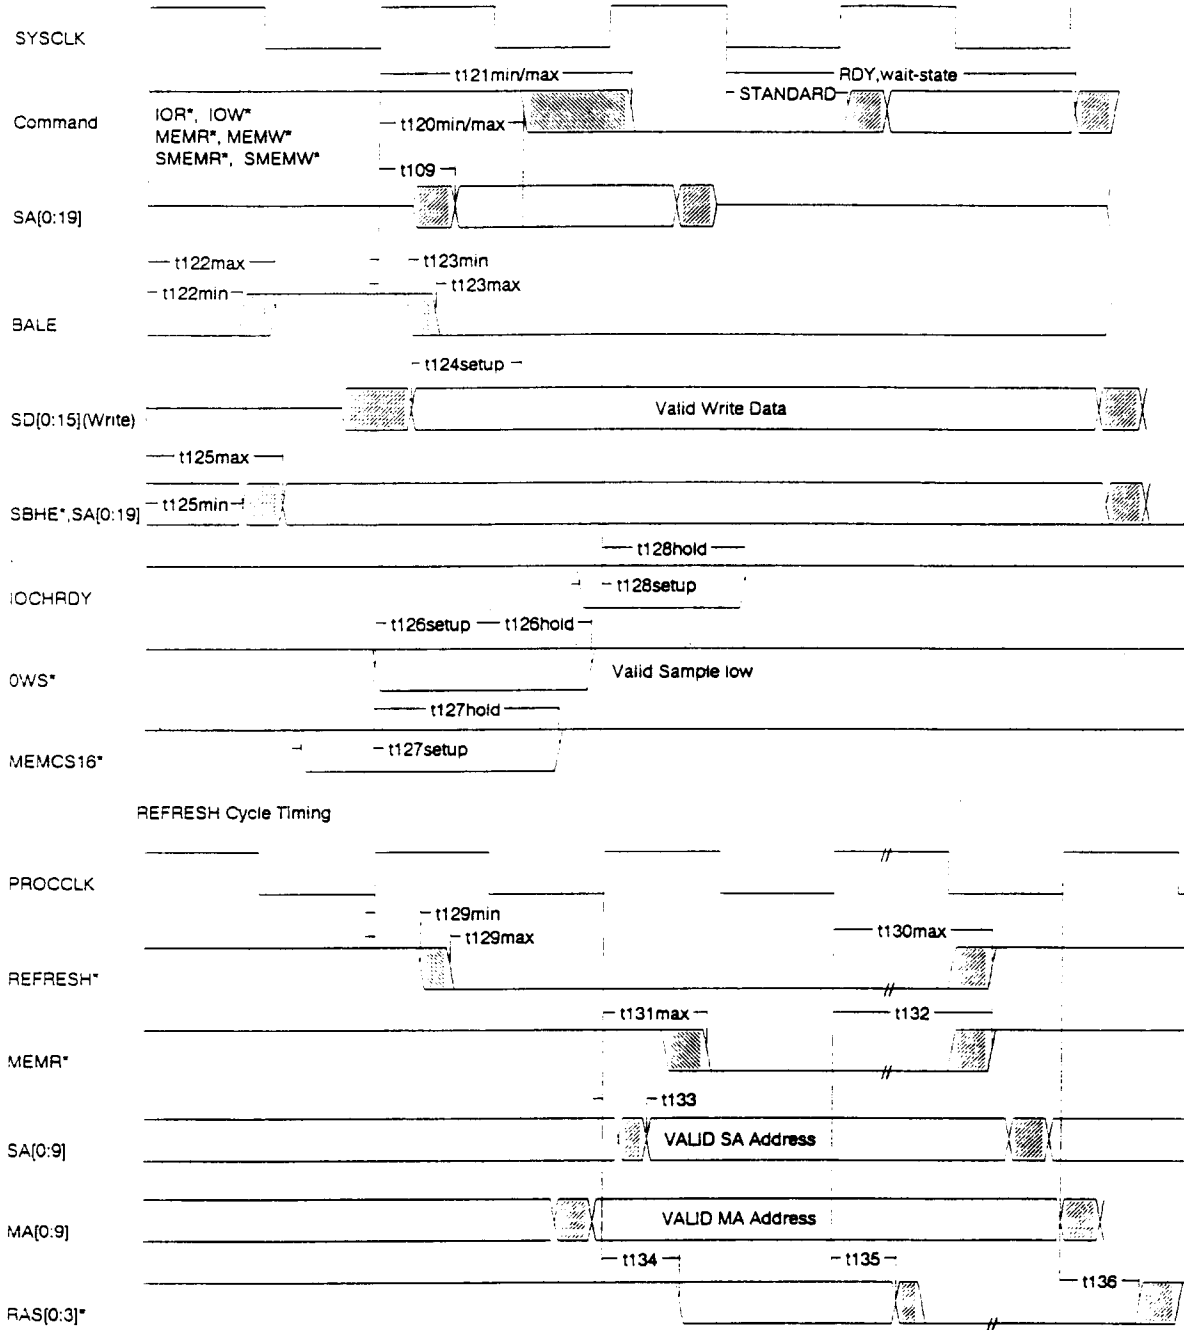 SYSCLK
t121min/max
RDY,wait-state
STANDARD
Command
IOR*, IOW*
MEMR*, MEMW*
SMEMR*, SMEMW*
t120min/max
t109
SA[0:19]
t122max
t123min
t122min
t123max
BALE
t124setup
SD[0:15](Write)
Valid Write Data
t125max
SBHE*,SA[0:19]
t125min
t128hold
IOCHRDY
t128setup
t126setup
t126hold
0WS*
Valid Sample low
t127hold
MEMCS16*
t127setup
REFRESH Cycle Timing
PROCCLK
t129min
t129max
t130max
REFRESH*
t131max
t132
MEMR*
t133
SA[0:9]
VALID SA Address
MA[0:9]
VALID MA Address
t134
t135
t136
RAS[0:3]*